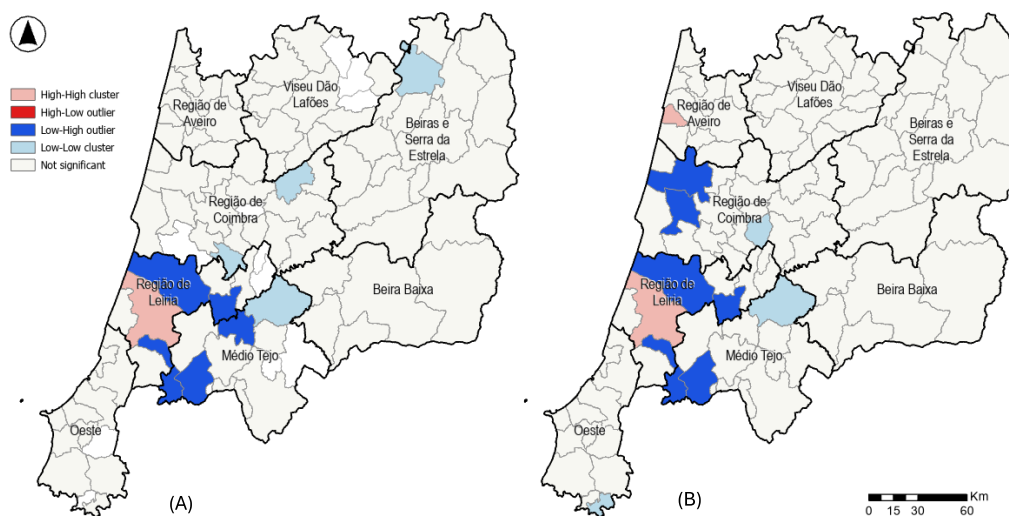 High-High cluster
High-Low outlier
Low-High outlier
Low-Low cluster
Not significant
Região de
Aveiro
Viseu Dão
Lafões
Beiras e
Serra da
Estrela
Região de
Coimbra
Região de
Leiria
Beira Baixa
Médio Tejo
Oeste
(A)
Região de
Aveiro
Viseu Dão
Lafões
Beiras e
Serra da
Estrela
Região de
Coimbra
Região de
Leiria
Beira Baixa
Médio Tejo
Oeste
(B)
Km
0 15 30 60